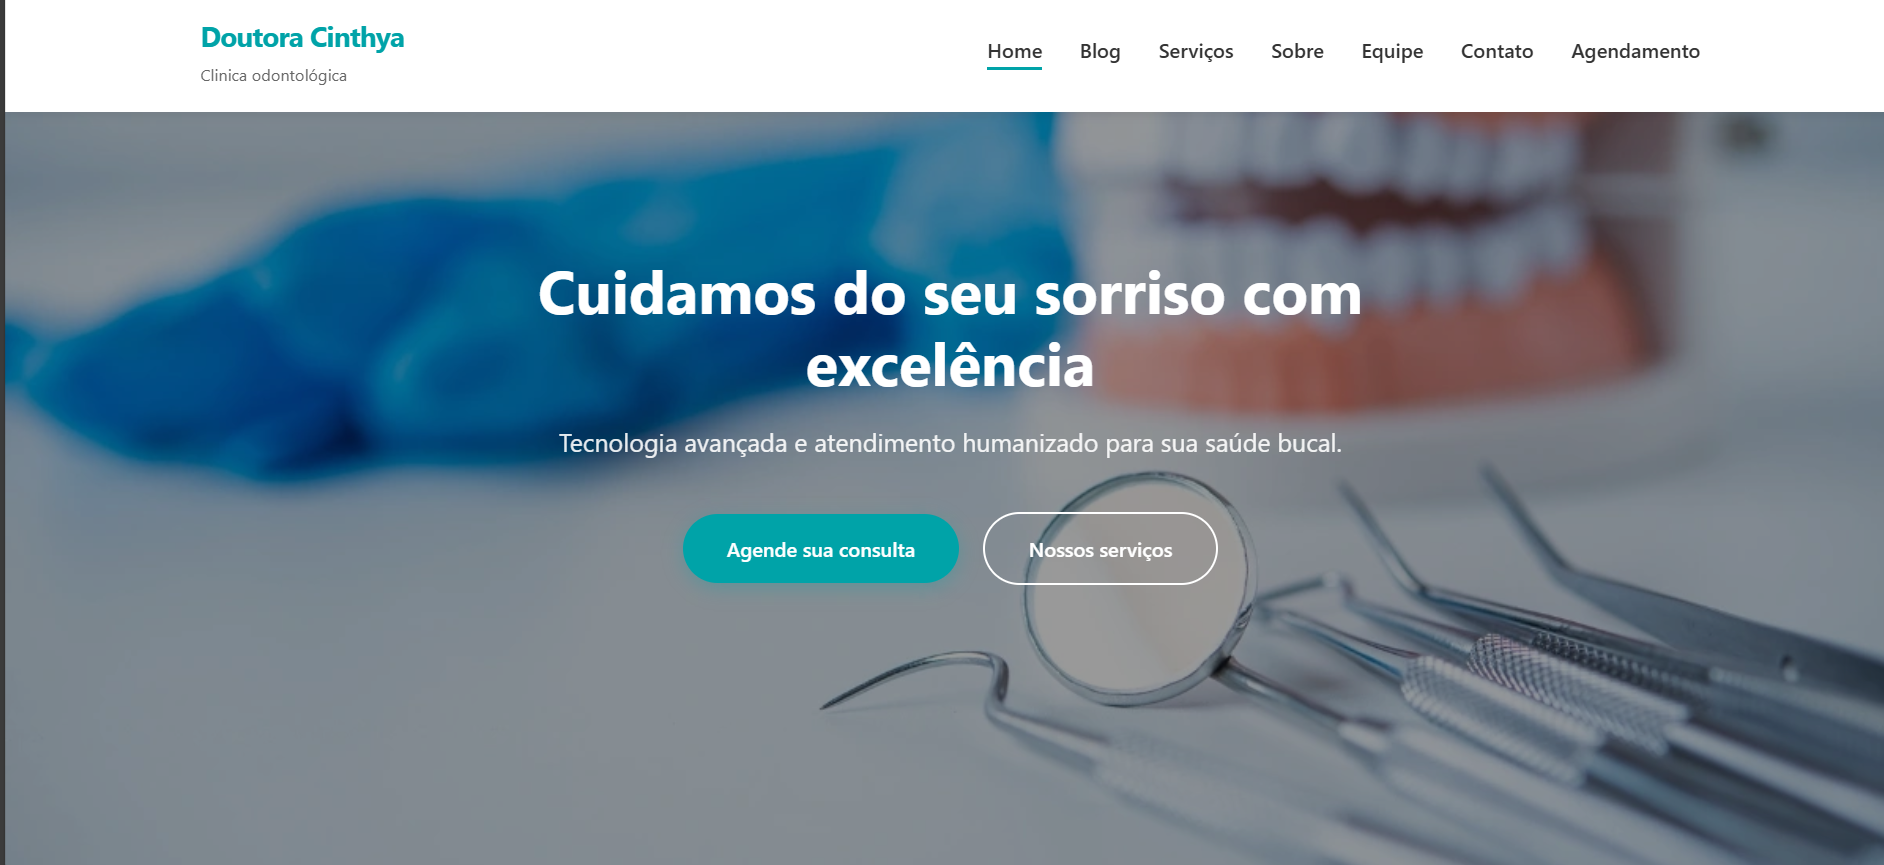 Doutora Cinthya
Clinica odontológica
Home Blog Serviços Sobre Equipe Contato Agendamento
Cuidamos do seu sorriso com
excelência
Tecnologia avançada e atendimento humanizado para sua saúde bucal.
Agende sua consulta Nossos serviços